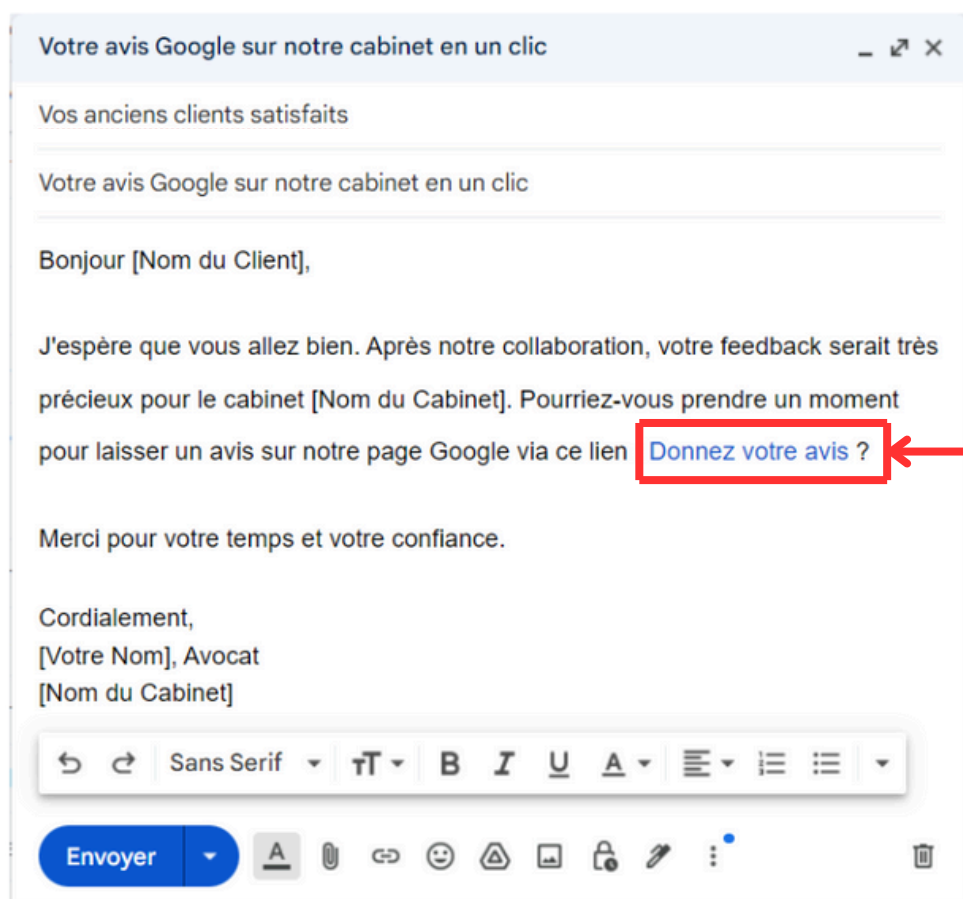 Votre avis Google sur notre cabinet en un clic
Vos anciens clients satisfaits
Votre avis Google sur notre cabinet en un clic
Bonjour [Nom du Client],
J'espère que vous allez bien. Après notre collaboration, votre feedback serait très
précieux pour le cabinet [Nom du Cabinet]. Pourriez-vous prendre un moment
pour laisser un avis sur notre page Google via ce lien Donnez votre avis ?
Merci pour votre temps et votre confiance.
Cordialement,
[Votre Nom], Avocat
[Nom du Cabinet]
Sans Serif
Envoyer